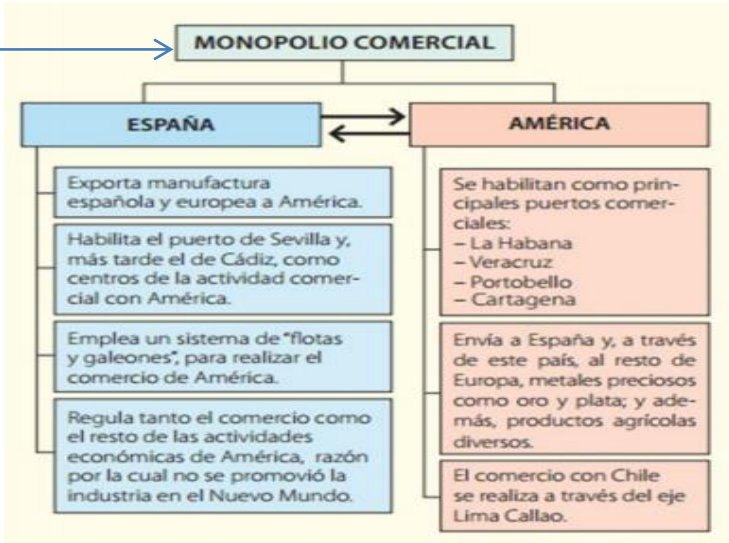 MONOPOLIO COMERCIAL
ESPAÑA
Exporta manufactura
española y europea a América.
Habilita el puerto de Sevilla y,
más tarde el de Cádiz, como
centros de la actividad comer-
cial con América.
Emplea un sistema de "flotas
y galeones", para realizar el
comercio de América.
Regula tanto el comercio como
el resto de las actividades
económicas de América, razón
por la cual no se promovió la
industria en el Nuevo Mundo.
AMÉRICA
Se habilitan como prin-
cipales puertos comer-
ciales:
– La Habana
– Veracruz
– Portobello
– Cartagena
Envía a España y, a través
de este país, al resto de
Europa, metales preciosos
como oro y plata; y ade-
más, productos agrícolas
diversos.
El comercio con Chile
se realiza a través del eje
Lima Callao.